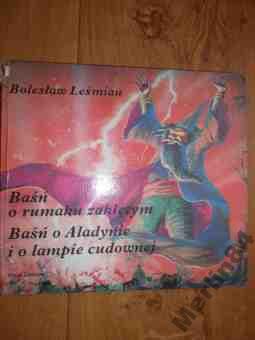 Bolesław Leśmian
Baśń
o rumaku zaklętym
Baśń o Aladynie
i o lampie cudownej